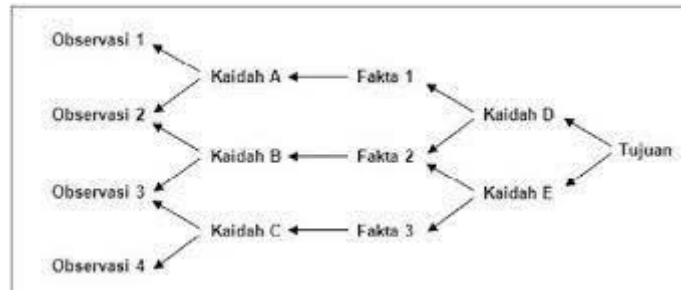 Observasi 1
Kaidah A
Fakta 1
Observasi 2
Kaidah D
Kaidah B
Fakta 2
Tujuan
Observasi 3
Kaidah E
Kaidah C
Fakta 3
Observasi 4